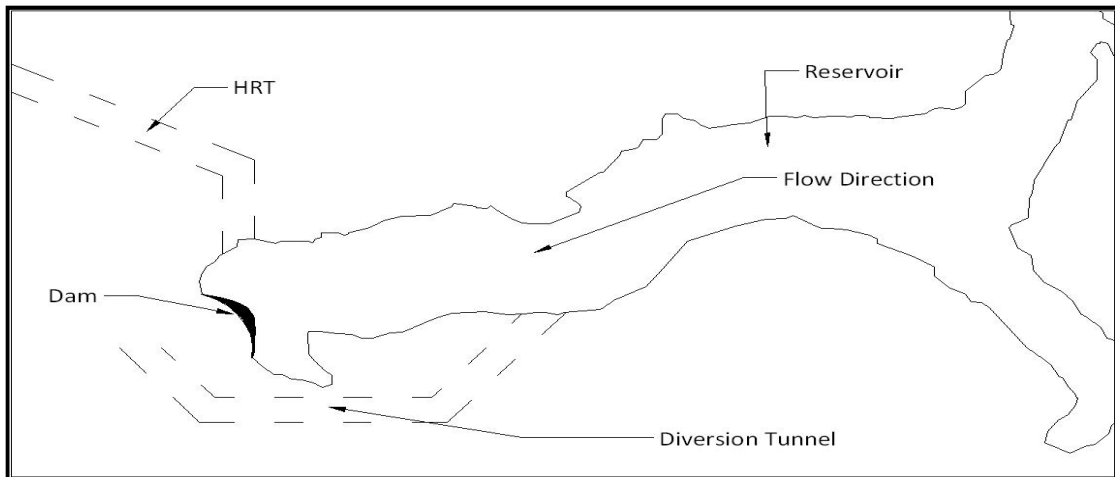 HRT
Reservoir
Flow Direction
Dam
Diversion Tunnel